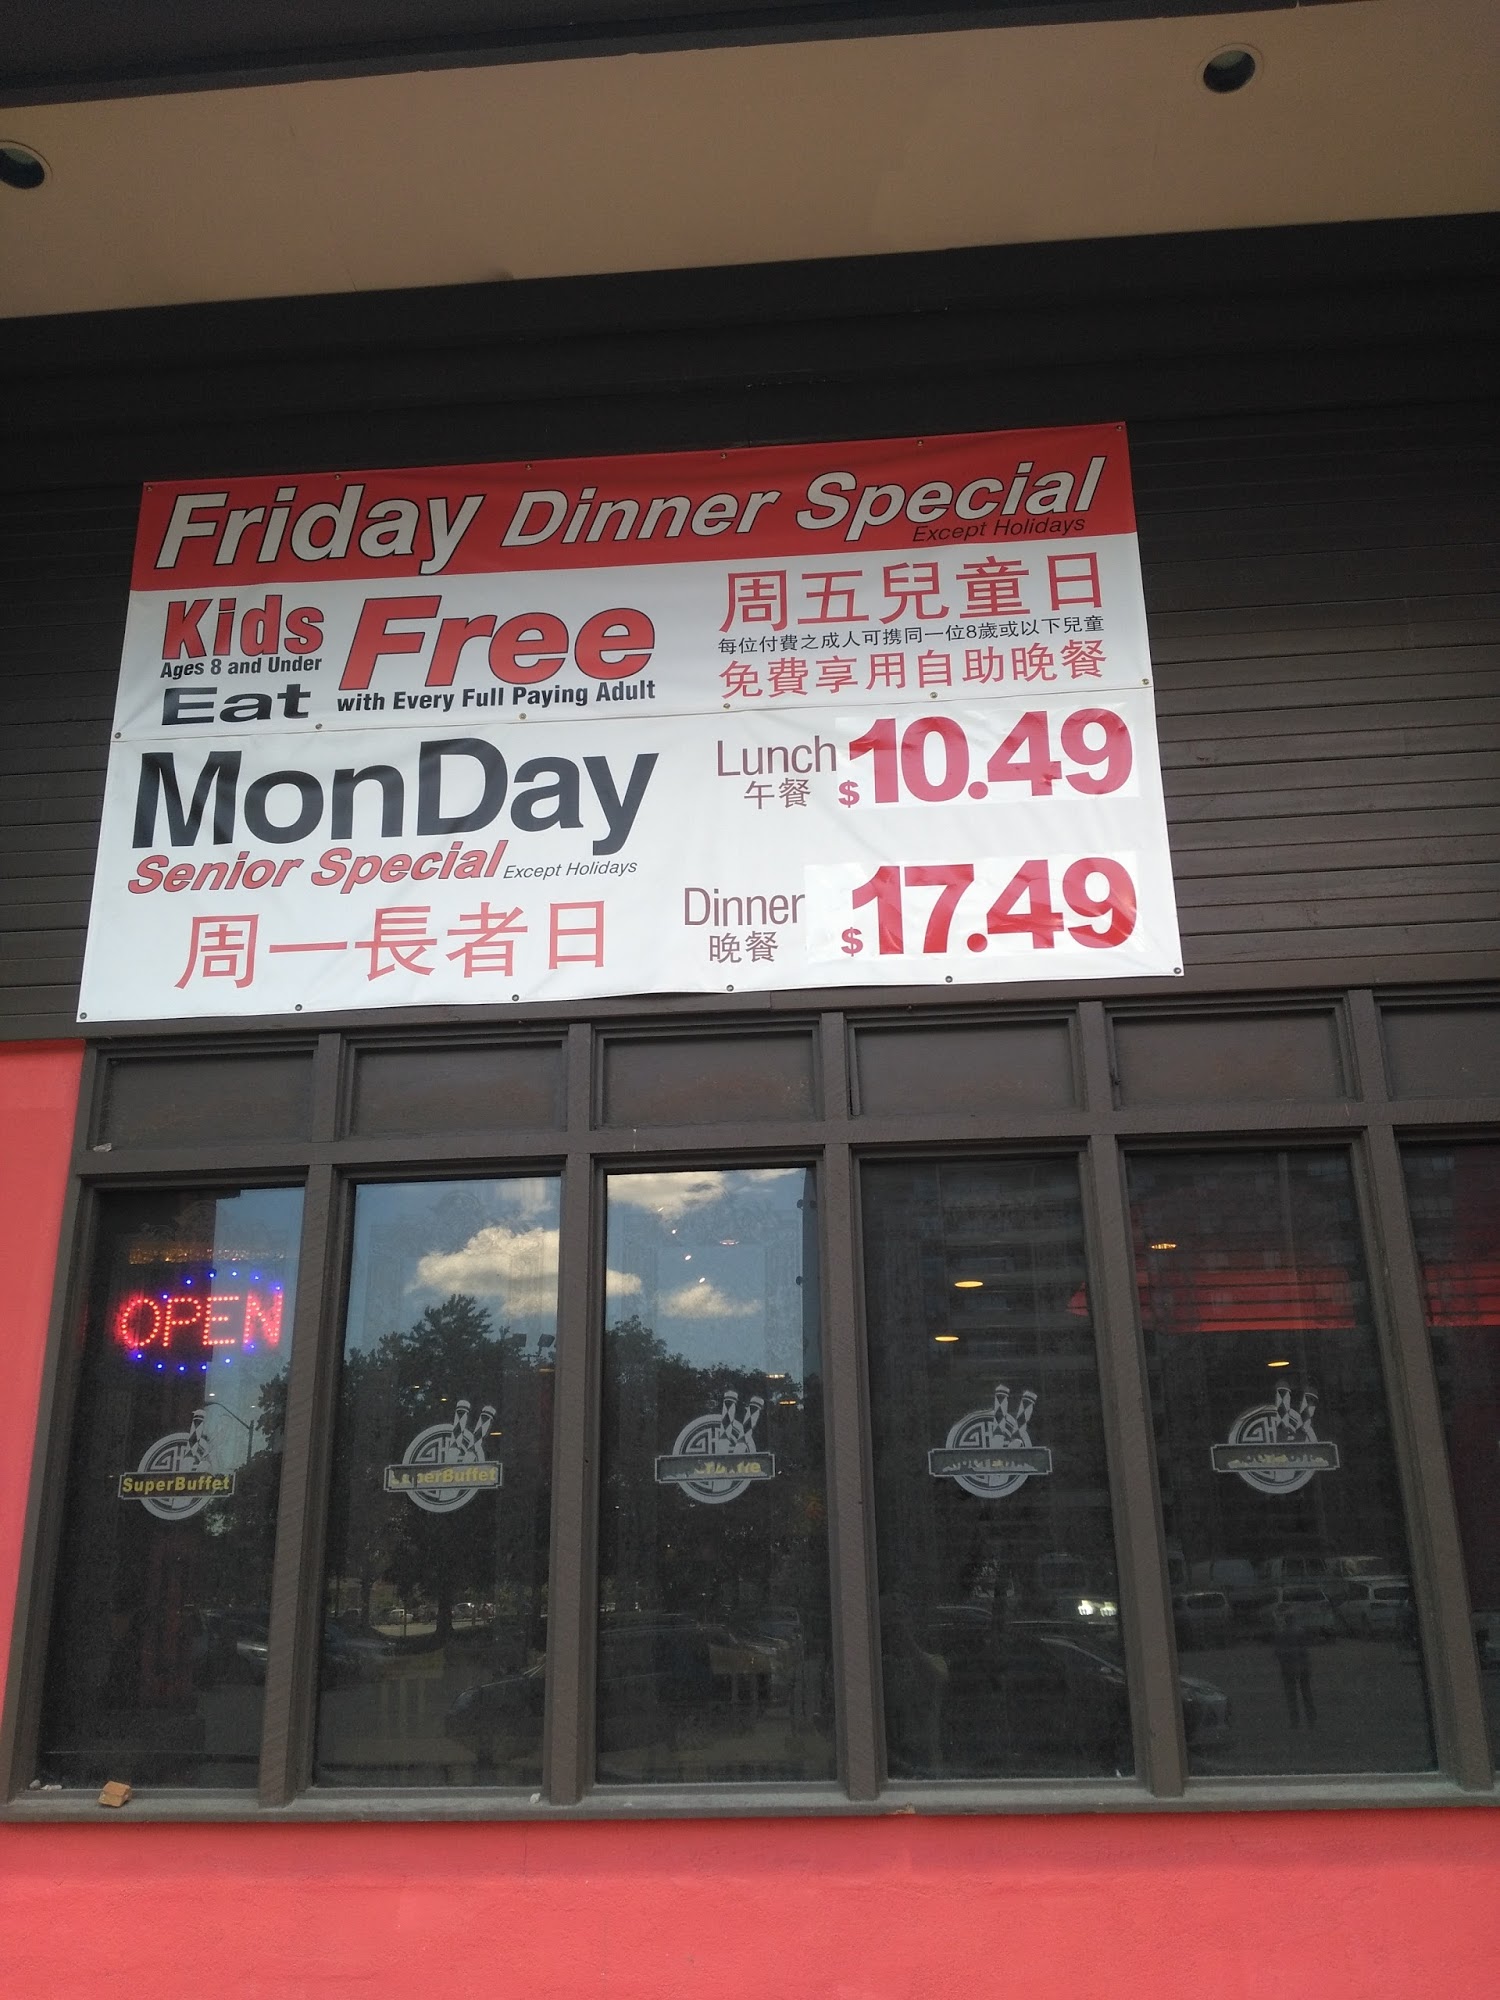 Friday Dinner Special
Except Holidays
Kids
Ages 8 and Under
Eat
Free
with Every Full Paying Adult
周五兒童日
每位付費之成人可携同一位8歲或以下兒童
免費享用自助晚餐
MonDay
Senior Special Except Holidays
周一長者日
Lunch $10.49
午餐
Dinner $17.49
晚餐
OPEN
SuperBuffet
SuperBuffet